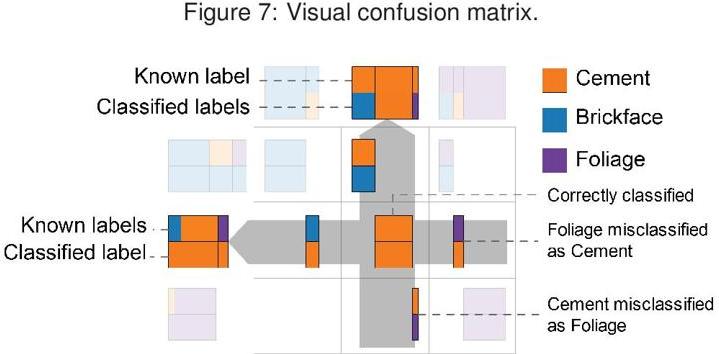 Figure 7: Visual confusion matrix.
Known label
Classified labels
Cement
Brickface
Foliage
Correctly classified
Known labels
Classified label
Foliage misclassified
as Cement
Cement misclassified
as Foliage